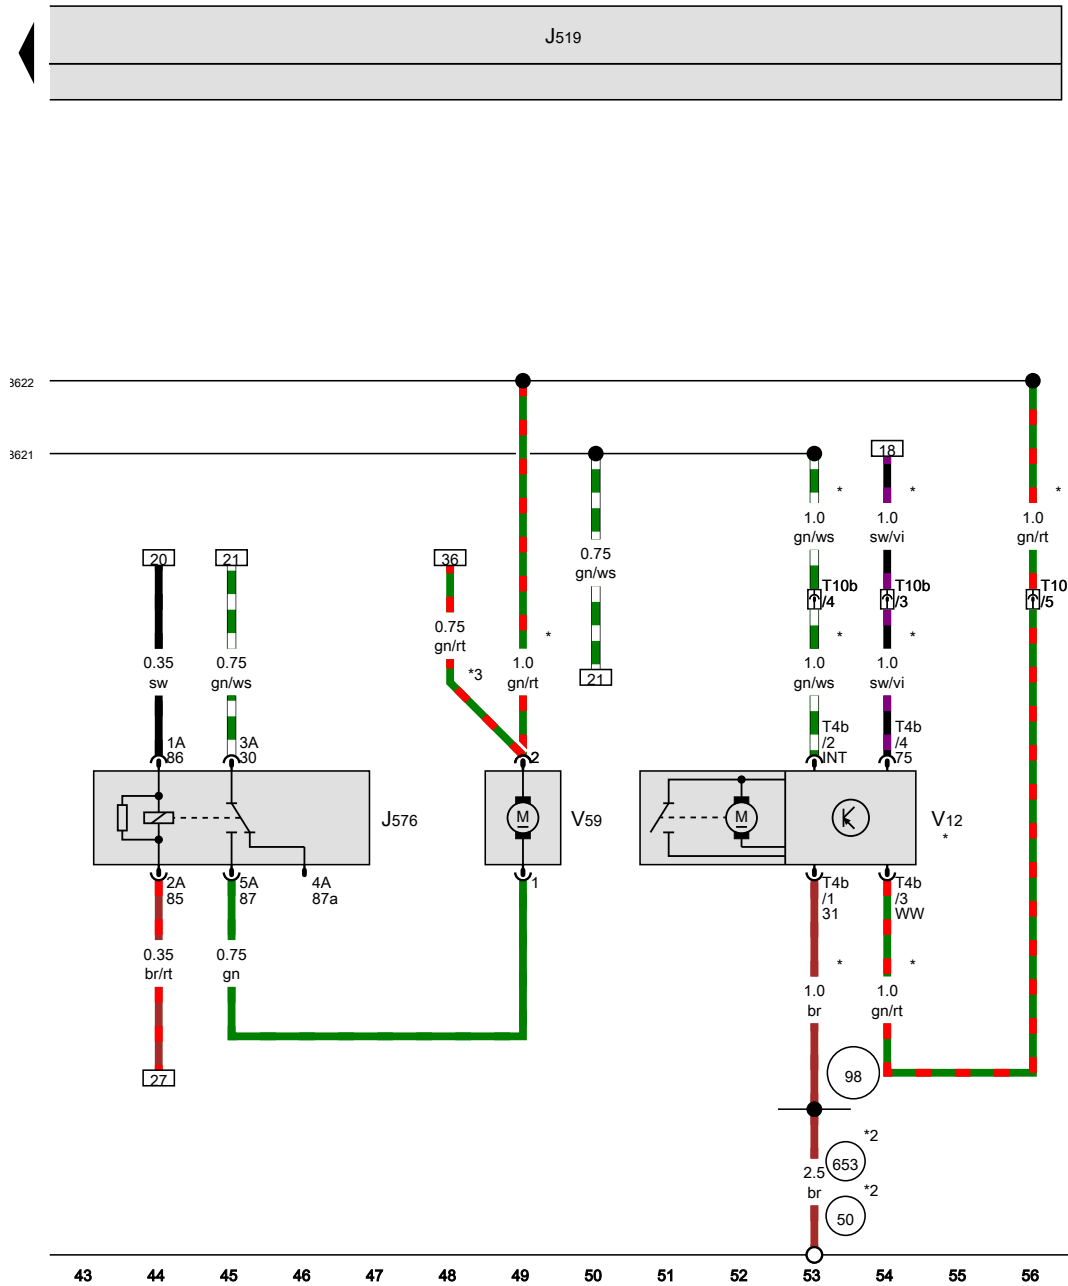 J519
3622
3621
18
*
*
*
1.0
gn/ws
1.0
sw/vi
1.0
gn/rt
20
21
36
0.75
gn/ws
T10b
/4
T10b
/3
T10
/5
0.75
gn/rt
*
*
*
0.35
sw
0.75
gn/ws
*3
1.0
gn/rt
21
1.0
gn/ws
1.0
sw/vi
1A
86
3A
30
2
T4b
/2
INT
T4b
/4
75
M
M
J576
V59
V12
*
2A
85
5A
87
4A
87a
1
T4b
/1
31
T4b
/3
WW
0.35
br/rt
0.75
gn
*
*
1.0
br
1.0
gn/rt
27
98
*2
653
2.5
br
*2
50
43 44 45 46 47 48 49 50 51 52 53 54 55 56